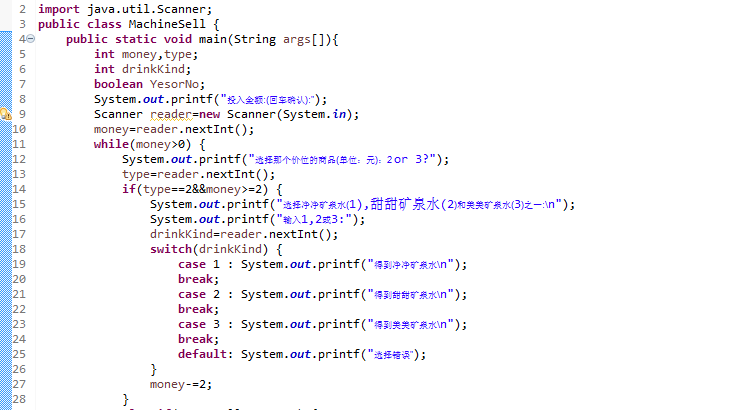 2 import java.util.Scanner;
3 public class MachineSell {
4 public static void main(String args[]){
5 int money,type;
6 int drinkKind;
7 boolean YesorNo;
8 System.out.printf("投入金额:(回车确认):");
9 Scanner reader=new Scanner(System.in);
10 money=reader.nextInt();
11 while(money>0) {
12 System.out.printf("选择那个价位的商品(单位：元)：2 or 3?");
13 type=reader.nextInt();
14 if(type==2&&money>=2) {
15 System.out.printf("选择净净矿泉水(1),甜甜矿泉水(2)和美美矿泉水(3)之一:\n");
16 System.out.printf("输入1,2或3:");
17 drinkKind=reader.nextInt();
18 switch(drinkKind) {
19 case 1 : System.out.printf("得到净净矿泉水\n");
20 break;
21 case 2 : System.out.printf("得到甜甜矿泉水\n");
22 break;
23 case 3 : System.out.printf("得到美美矿泉水\n");
24 break;
25 default: System.out.printf("选择错误");
26 }
27 money-=2;
28 }